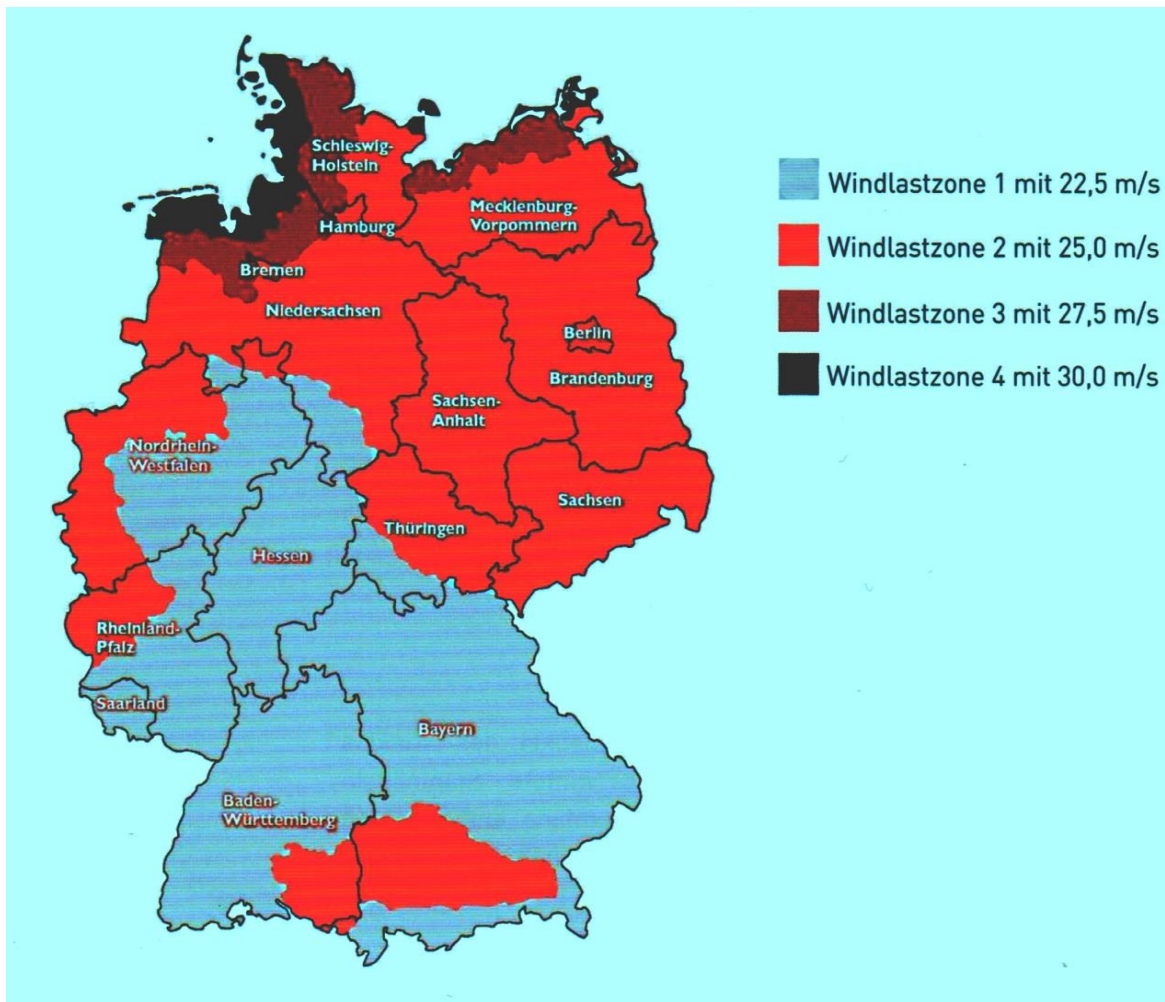 Schleswig-
Holstein
Hamburg
Mecklenburg-
Vorpommern
Bremen
Niedersachsen
Berlin
Brandenburg
Sachsen-
Anhalt
Nordrhein-
Westfalen
Sachsen
Thüringen
Hessen
Rheinland-
Pfalz
Saarland
Bayern
Baden-
Württemberg
Windlastzone 1 mit 22,5 m/s
Windlastzone 2 mit 25,0 m/s
Windlastzone 3 mit 27,5 m/s
Windlastzone 4 mit 30,0 m/s